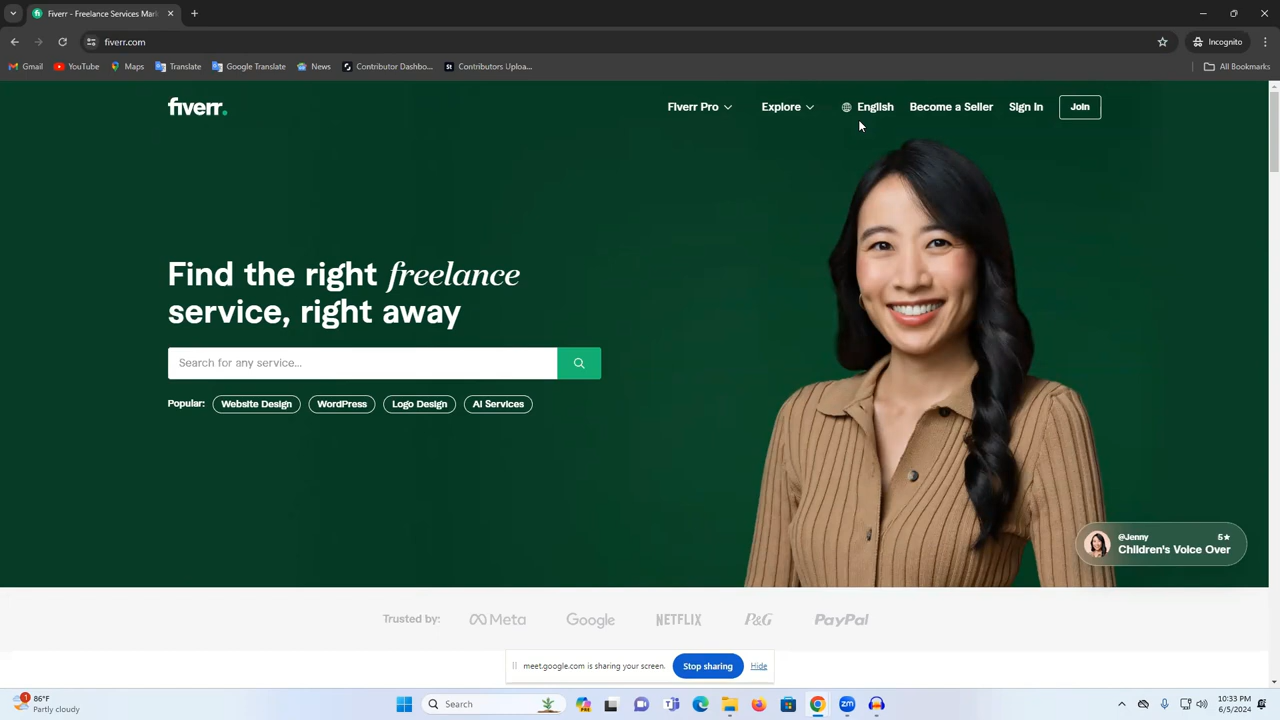 Fiverr - Freelance Services Mar
fiverr.com
Incognito
Gmail
YouTube
Maps
Translate
Google Translate
News
Contributor Dashbo...
Contributors Uploa...
All Bookmarks
fiverr.
Fiverr Pro
Explore
English
Become a Seller
Sign In
Join
Find the right freelance
service, right away
Search for any service...
Popular:
Website Design
WordPress
Logo Design
AI Services
@Jenny
5★
Children's Voice Over
Trusted by:
Meta
Google
NETFLIX
P&G
PayPal
meet.google.com is sharing your screen.
Stop sharing
Hide
1
86°F
Partly cloudy
Search
zm
10:33 PM
6/5/2024